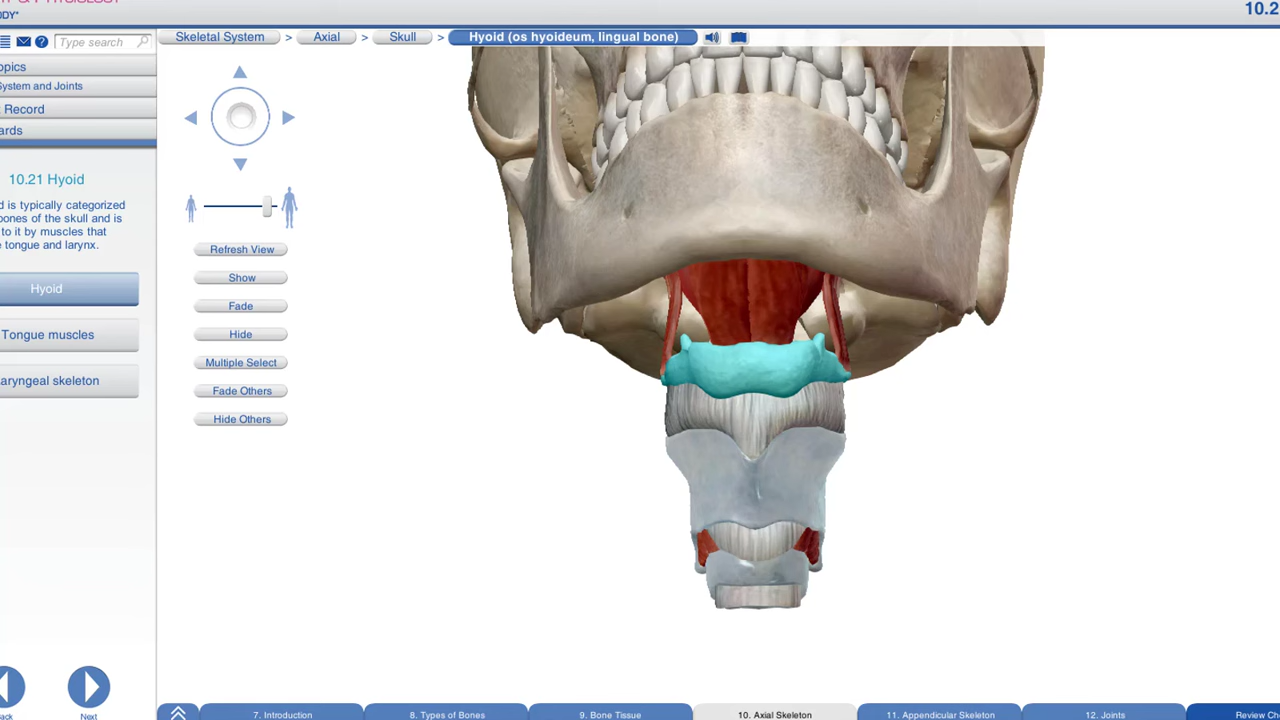 10.2
ODY*
?
Type search
Skeletal System > Axial > Skull > Hyoid (os hyoideum, lingual bone)
opics
System and Joints
Record
ards
10.21 Hyoid
d is typically categorized
bones of the skull and is
to it by muscles that
e tongue and larynx.
Hyoid
Tongue muscles
aryngeal skeleton
Refresh View
Show
Fade
Hide
Multiple Select
Fade Others
Hide Others
ack
Next
7. Introduction
8. Types of Bones
9. Bone Tissue
10. Axial Skeleton
11. Appendicular Skeleton
12. Joints
Review Ch